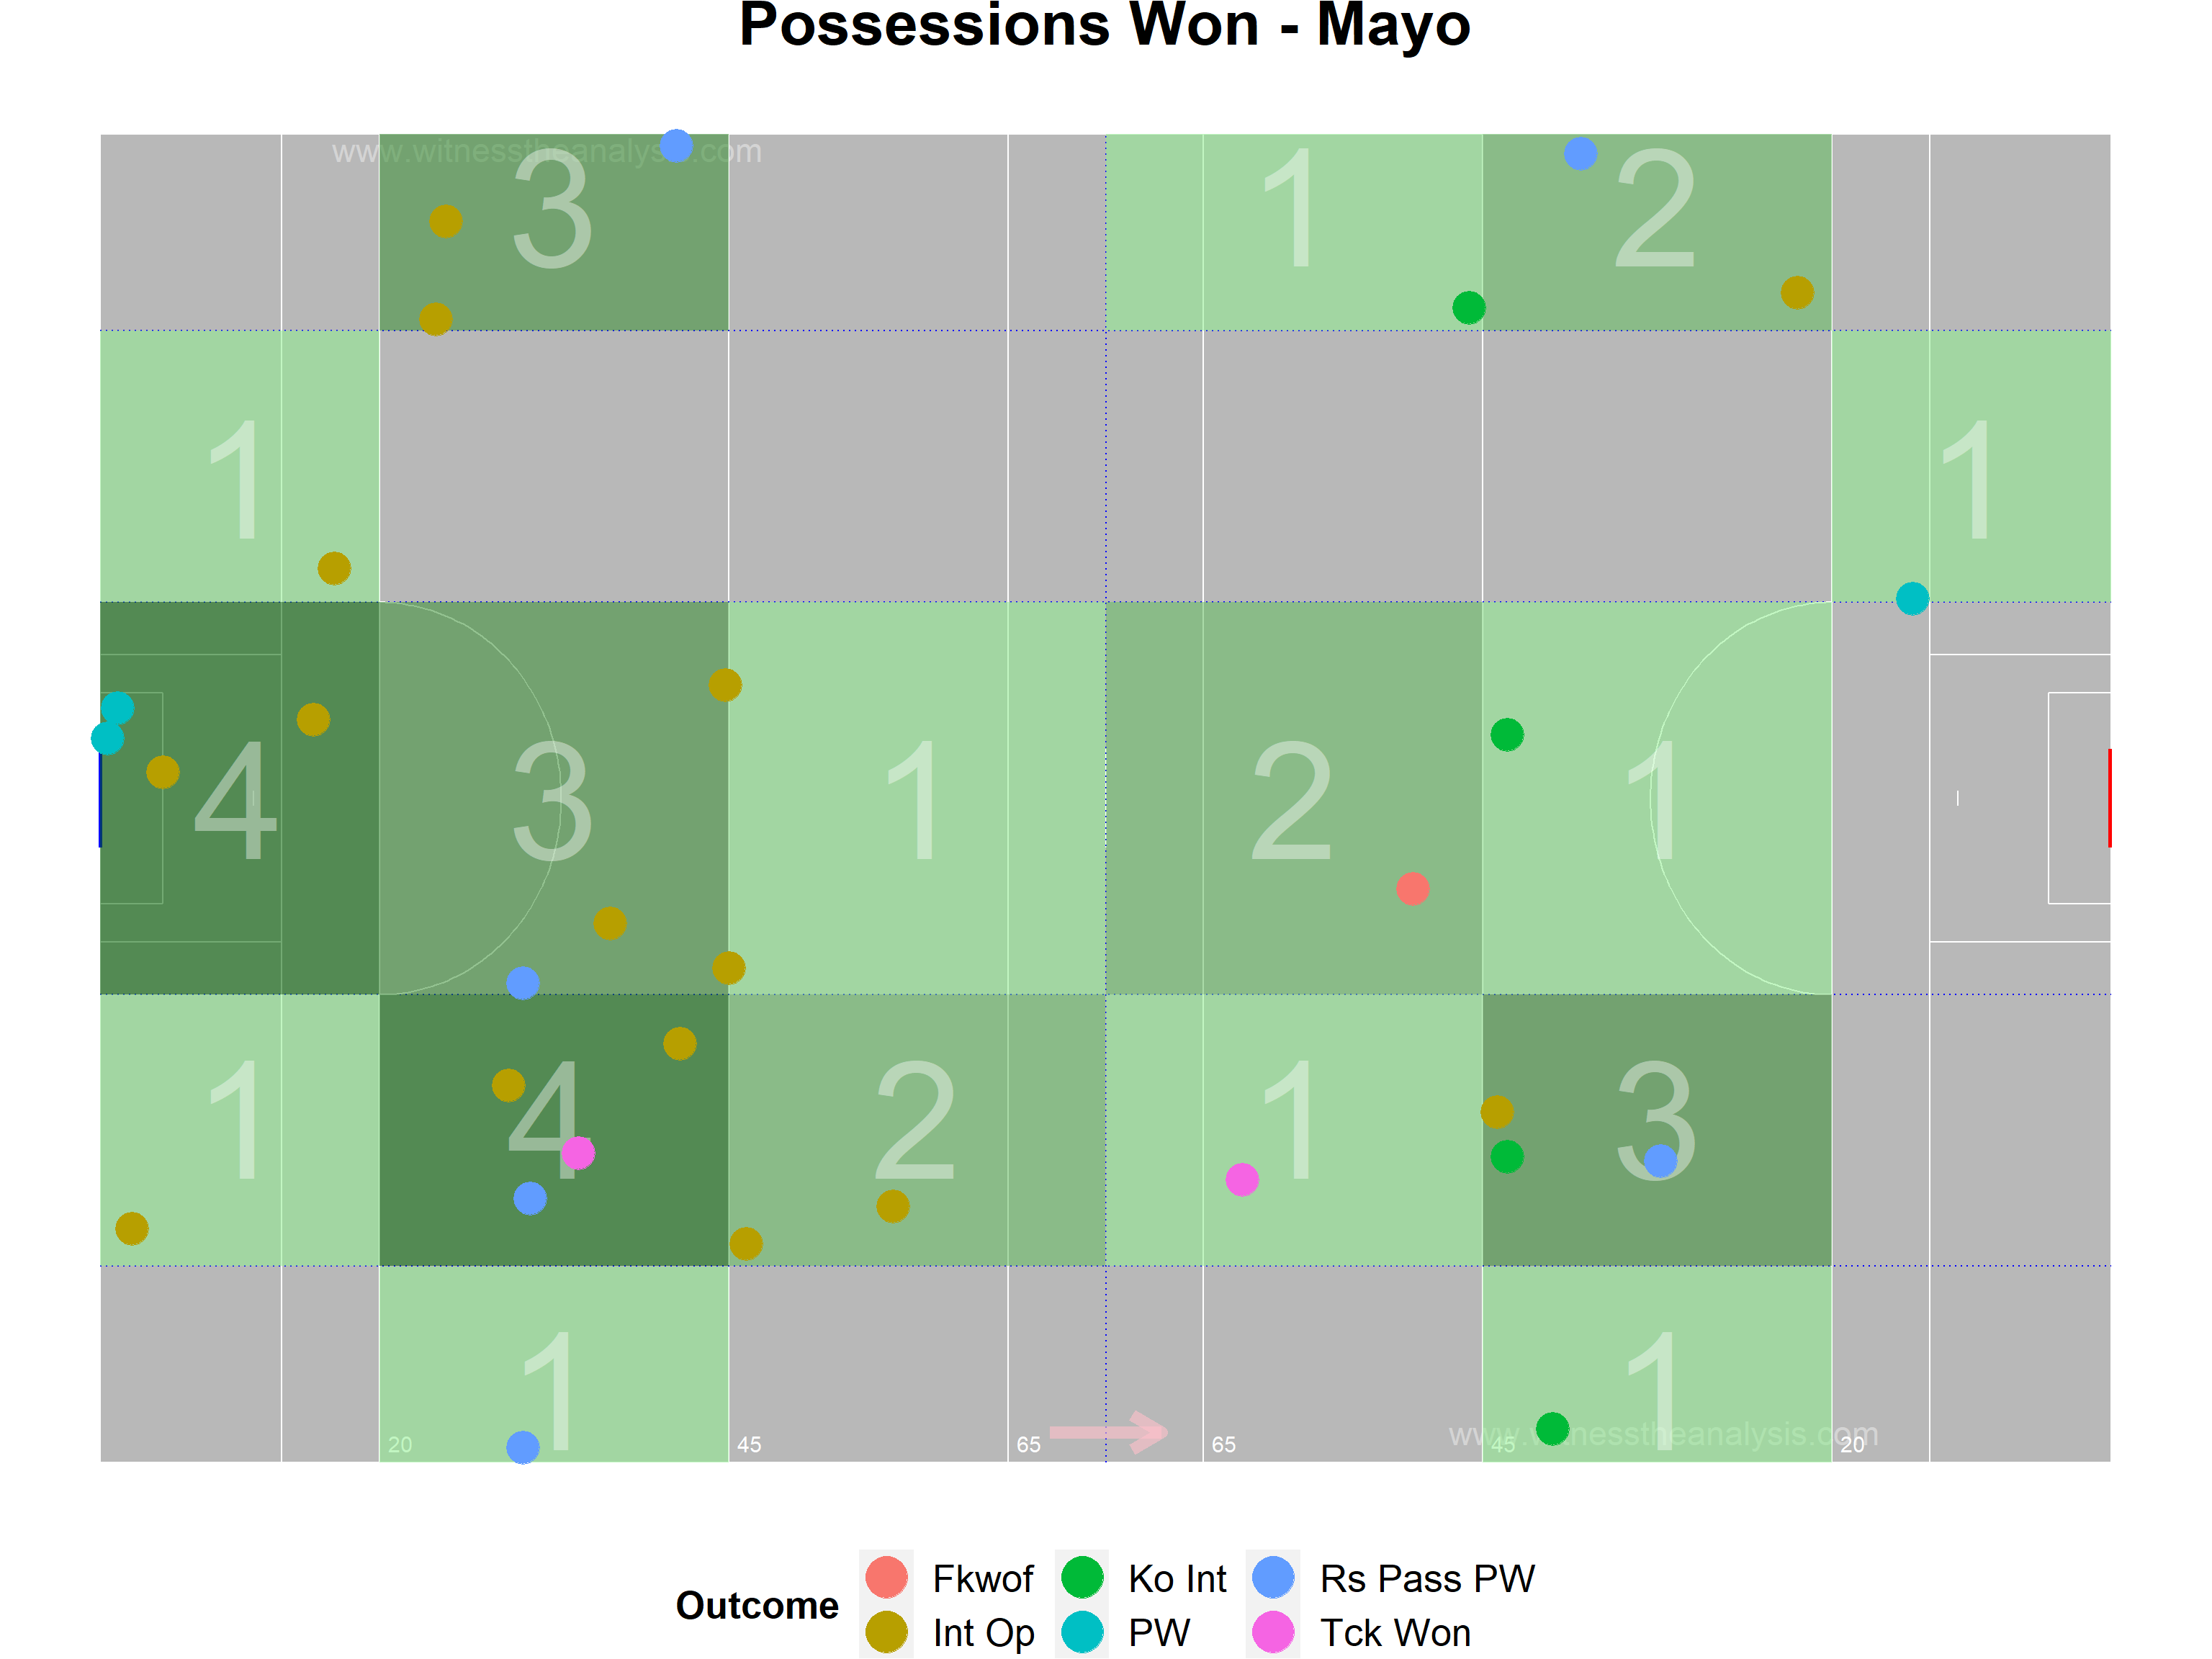 Possessions Won - Mayo
www.witnesstheanalysis.com
3 1 2
1 1
4 3 1 2 1
1 4 2 1 3
1 1
20 45 65 65 45 20
www.witnesstheanalysis.com
Outcome
Fkwof Ko Int Rs Pass PW
Int Op PW Tck Won